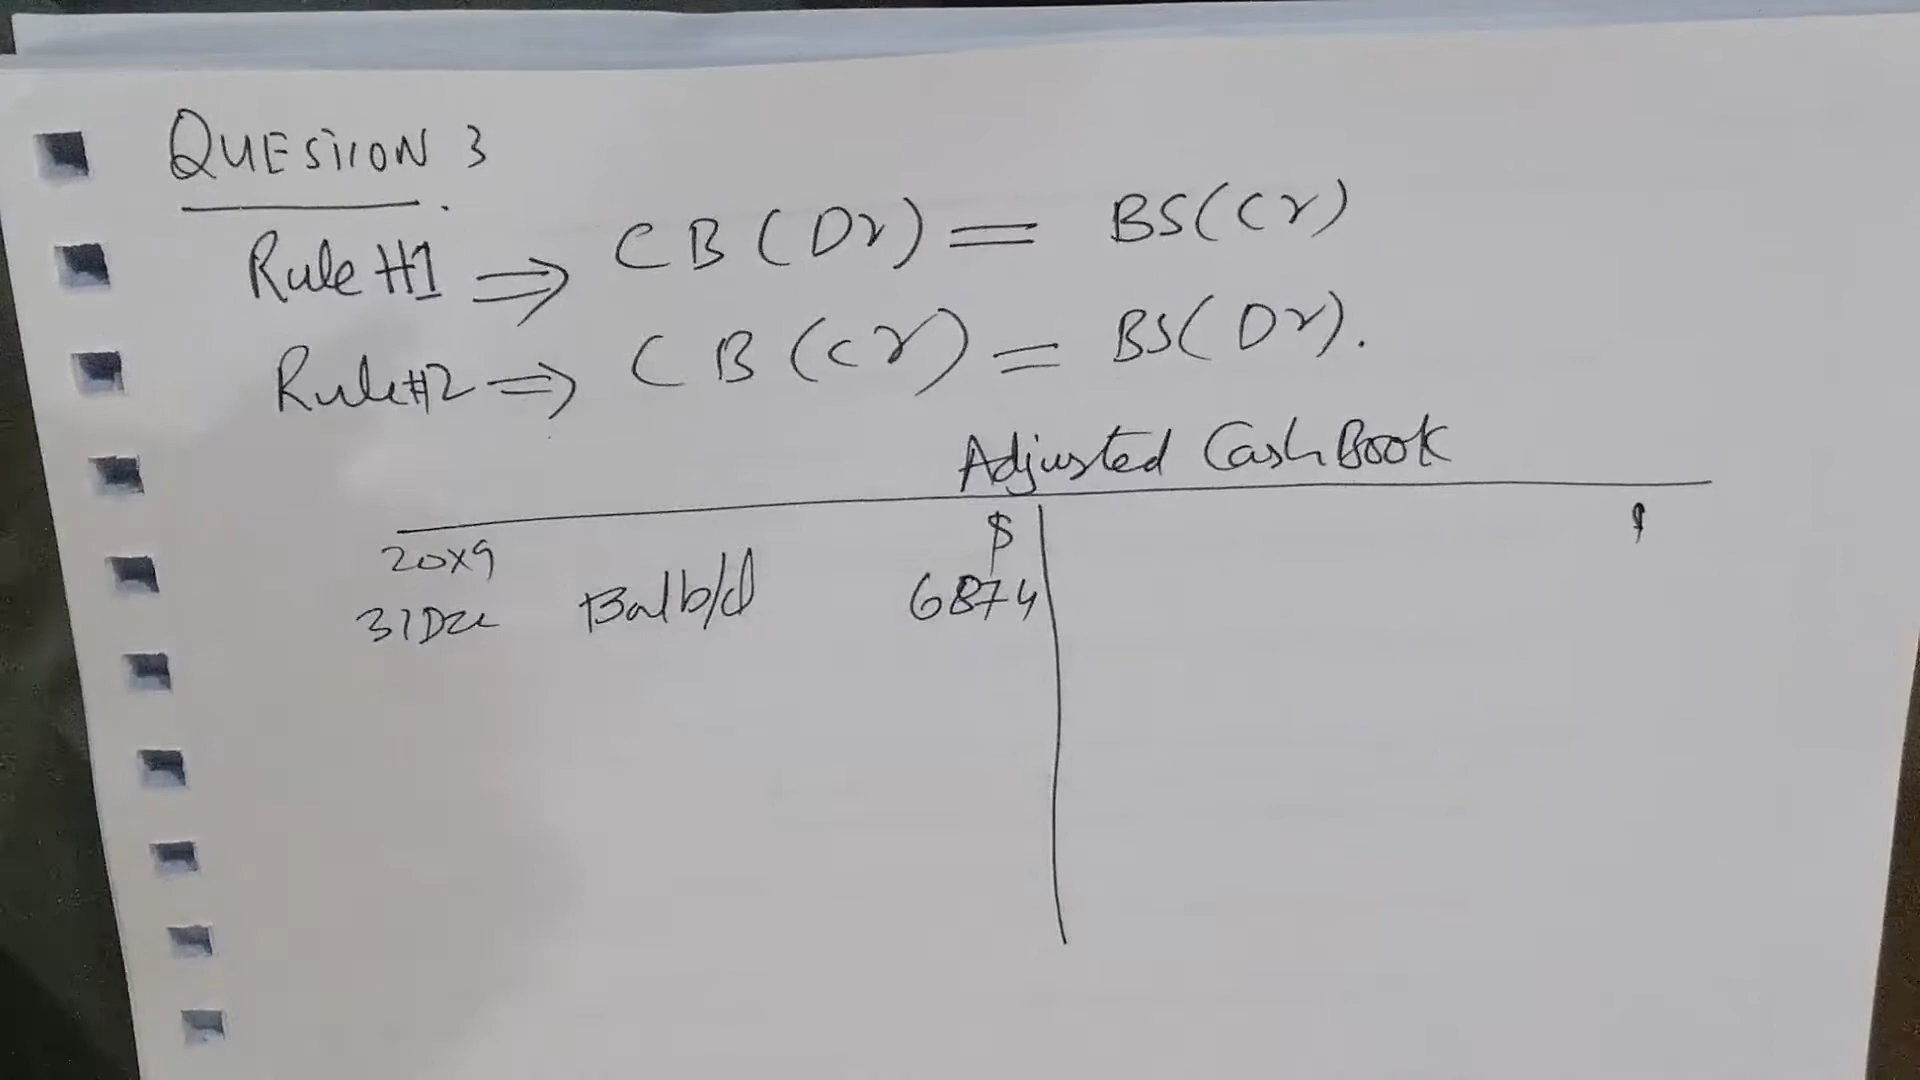 QUESTION 3
Rule #1 ⇒ CB (Dr) = BS (Cr)
Rule #2 ⇒ CB (Cr) = BS (Dr).
Adjusted Cash Book
20X9 $
31 Dec Bal b/d 6874